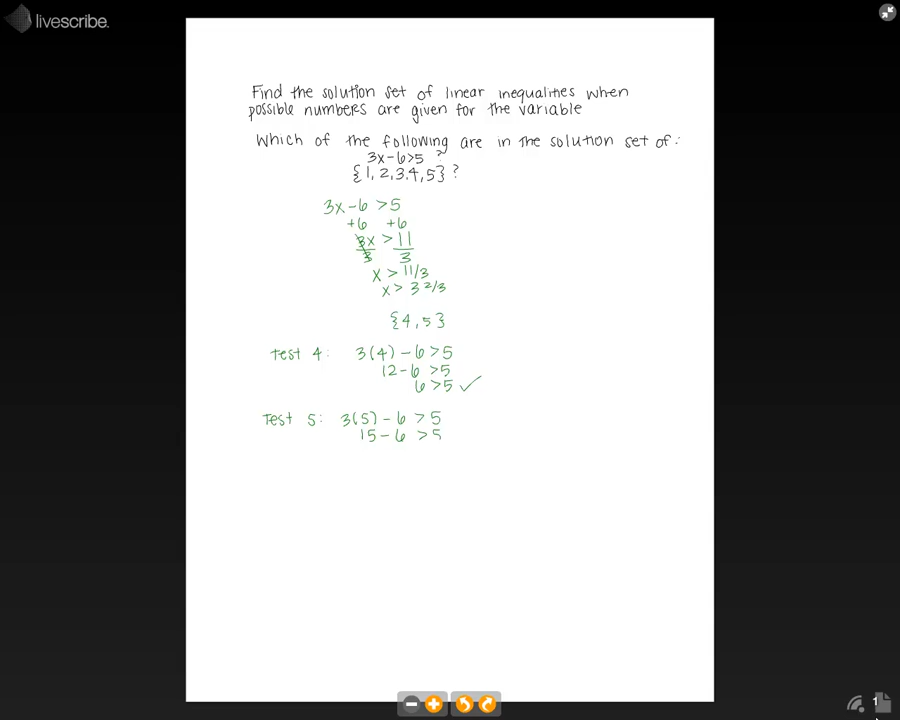 livescribe.
Find the solution set of linear inequalities when
possible numbers are given for the variable
Which of the following are in the solution set of:
3x-6>5 ?
{1, 2, 3, 4, 5} ?
3x-6 >5
+6 +6
3x > 11
3 3
x > 11/3
x > 3 2/3
{4, 5}
Test 4: 3(4) - 6 >5
12-6 >5
6 >5 ✓
Test 5: 3(5) - 6 > 5
15-6 >5
1